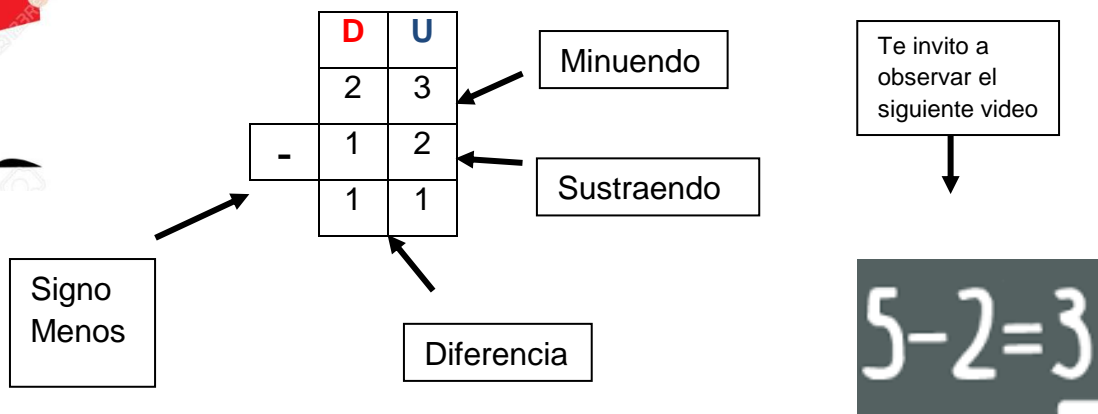 D U
2 3
- 1 2
1 1
Minuendo
Sustraendo
Signo
Menos
Diferencia
Te invito a
observar el
siguiente video
5-2=3